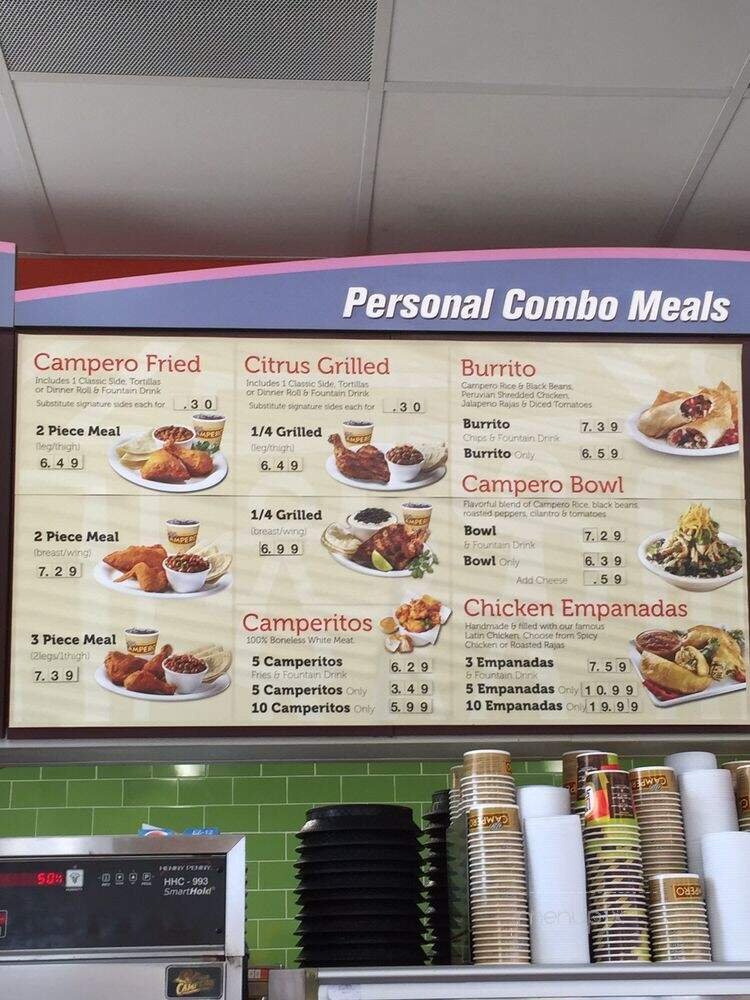 Personal Combo Meals
Campero Fried
Includes 1 Classic Side, Tortillas
or Dinner Roll & Fountain Drink
Substitute signature sides each for .30
2 Piece Meal
(leg/thigh)
6.49
2 Piece Meal
(breast/wing)
7.29
3 Piece Meal
(2legs/1thigh)
7.39
Citrus Grilled
Includes 1 Classic Side, Tortillas
or Dinner Roll & Fountain Drink
Substitute signature sides each for .30
1/4 Grilled
(leg/thigh)
6.49
1/4 Grilled
(breast/wing)
6.99
Camperitos
100% Boneless White Meat.
5 Camperitos 6.29
Fries & Fountain Drink
5 Camperitos Only 3.49
10 Camperitos Only 5.99
Burrito
Campero Rice & Black Beans,
Peruvian Shredded Chicken,
Jalapeno Rajas & Diced Tomatoes
Burrito 7.39
Chips & Fountain Drink
Burrito Only 6.59
Campero Bowl
Flavorful blend of Campero Rice, black beans,
roasted peppers, cilantro & tomatoes
Bowl 7.29
& Fountain Drink
Bowl Only 6.39
Add Cheese .59
Chicken Empanadas
Handmade & filled with our famous
Latin Chicken, Choose from Spicy
Chicken or Roasted Rajas
3 Empanadas 7.59
& Fountain Drink
5 Empanadas Only 10.99
10 Empanadas Only 19.99
HENNY PENNY
HHC - 993
SmartHold
50%
CAMPERO
CAMPERO